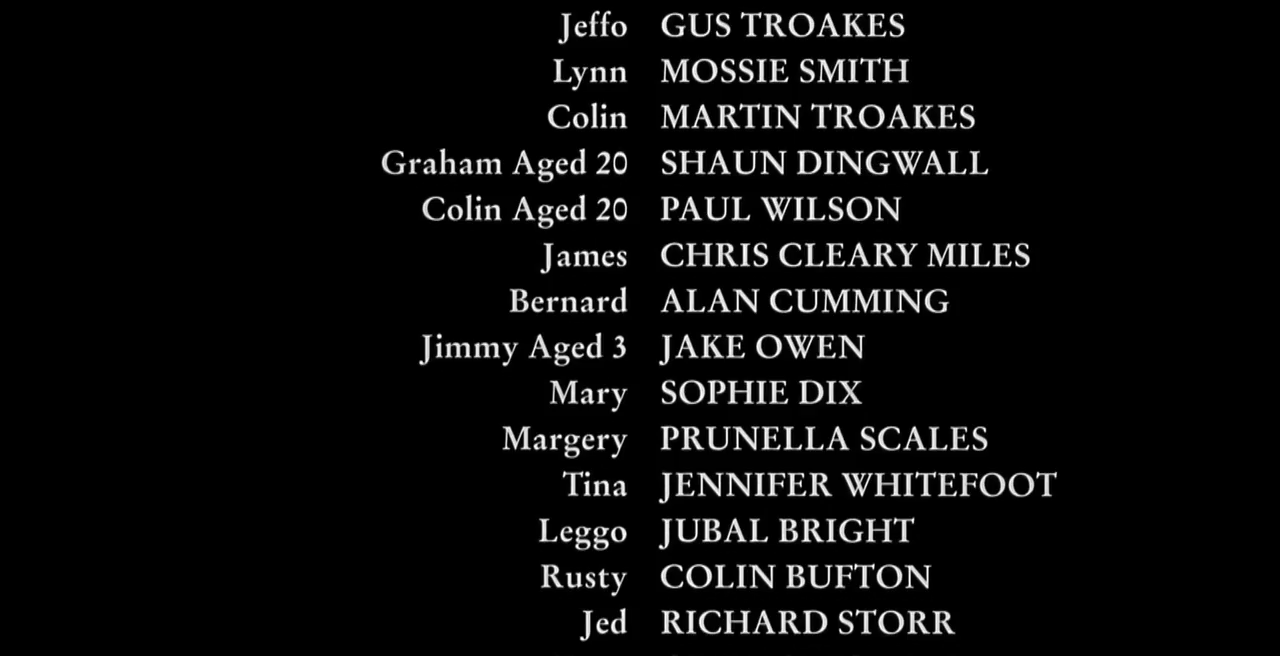 Jeffo GUS TROAKES
Lynn MOSSIE SMITH
Colin MARTIN TROAKES
Graham Aged 20 SHAUN DINGWALL
Colin Aged 20 PAUL WILSON
James CHRIS CLEARY MILES
Bernard ALAN CUMMING
Jimmy Aged 3 JAKE OWEN
Mary SOPHIE DIX
Margery PRUNELLA SCALES
Tina JENNIFER WHITEFOOT
Leggo JUBAL BRIGHT
Rusty COLIN BUFTON
Jed RICHARD STORR